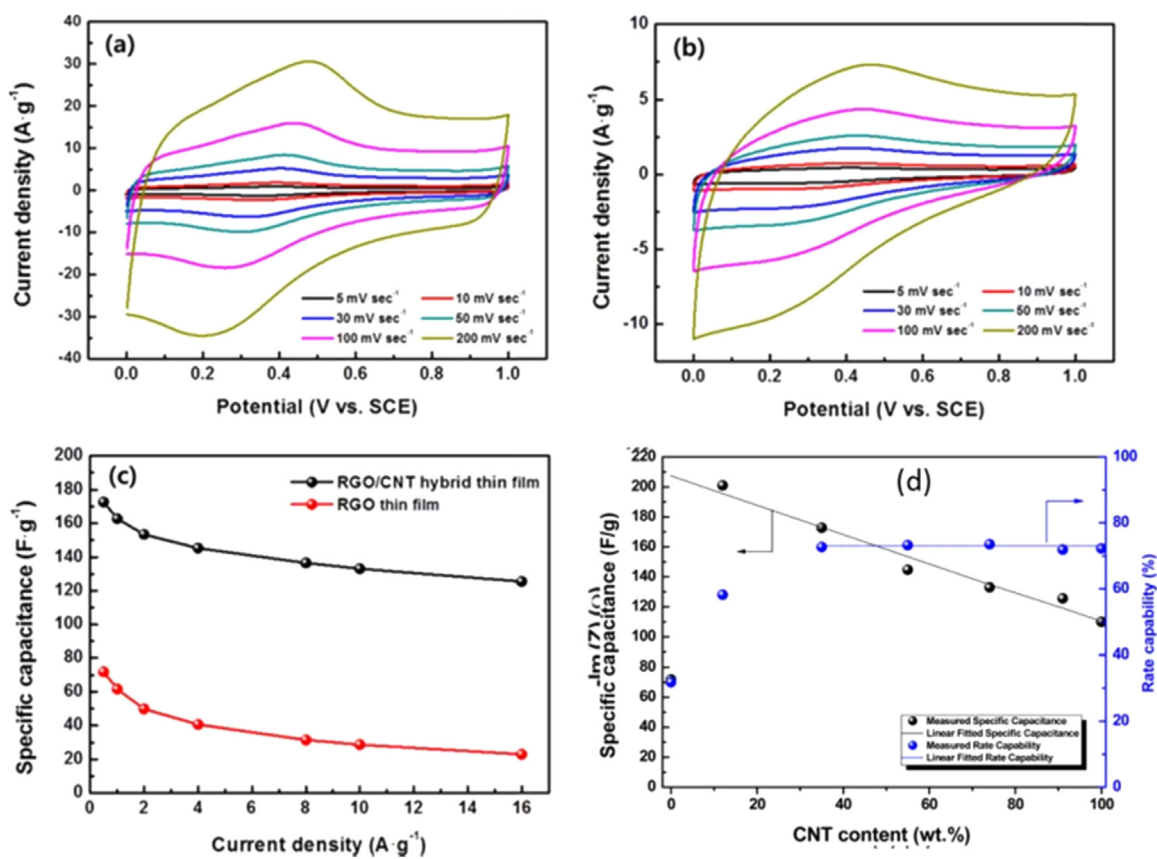 (a)
Current density (A·g⁻¹)
40
30
20
10
0
-10
-20
-30
-40
5 mV sec⁻¹ 10 mV sec⁻¹
30 mV sec⁻¹ 50 mV sec⁻¹
100 mV sec⁻¹ 200 mV sec⁻¹
0.0 0.2 0.4 0.6 0.8 1.0
Potential (V vs. SCE)
(b)
Current density (A·g⁻¹)
10
5
0
-5
-10
5 mV sec⁻¹ 10 mV sec⁻¹
30 mV sec⁻¹ 50 mV sec⁻¹
100 mV sec⁻¹ 200 mV sec⁻¹
0.0 0.2 0.4 0.6 0.8 1.0
Potential (V vs. SCE)
(c)
Specific capacitance (F·g⁻¹)
200
180
160
140
120
100
80
60
40
20
0
RGO/CNT hybrid thin film
RGO thin film
0 2 4 6 8 10 12 14 16
Current density (A·g⁻¹)
(d)
Specific capacitance (F/g)
220
200
180
160
140
120
100
80
60
40
20
0
100
80
60
40
20
0
Rate capability (%)
Measured Specific Capacitance
Linear Fitted Specific Capacitance
Measured Rate Capability
Linear Fitted Rate Capability
0 20 40 60 80 100
CNT content (wt.%)